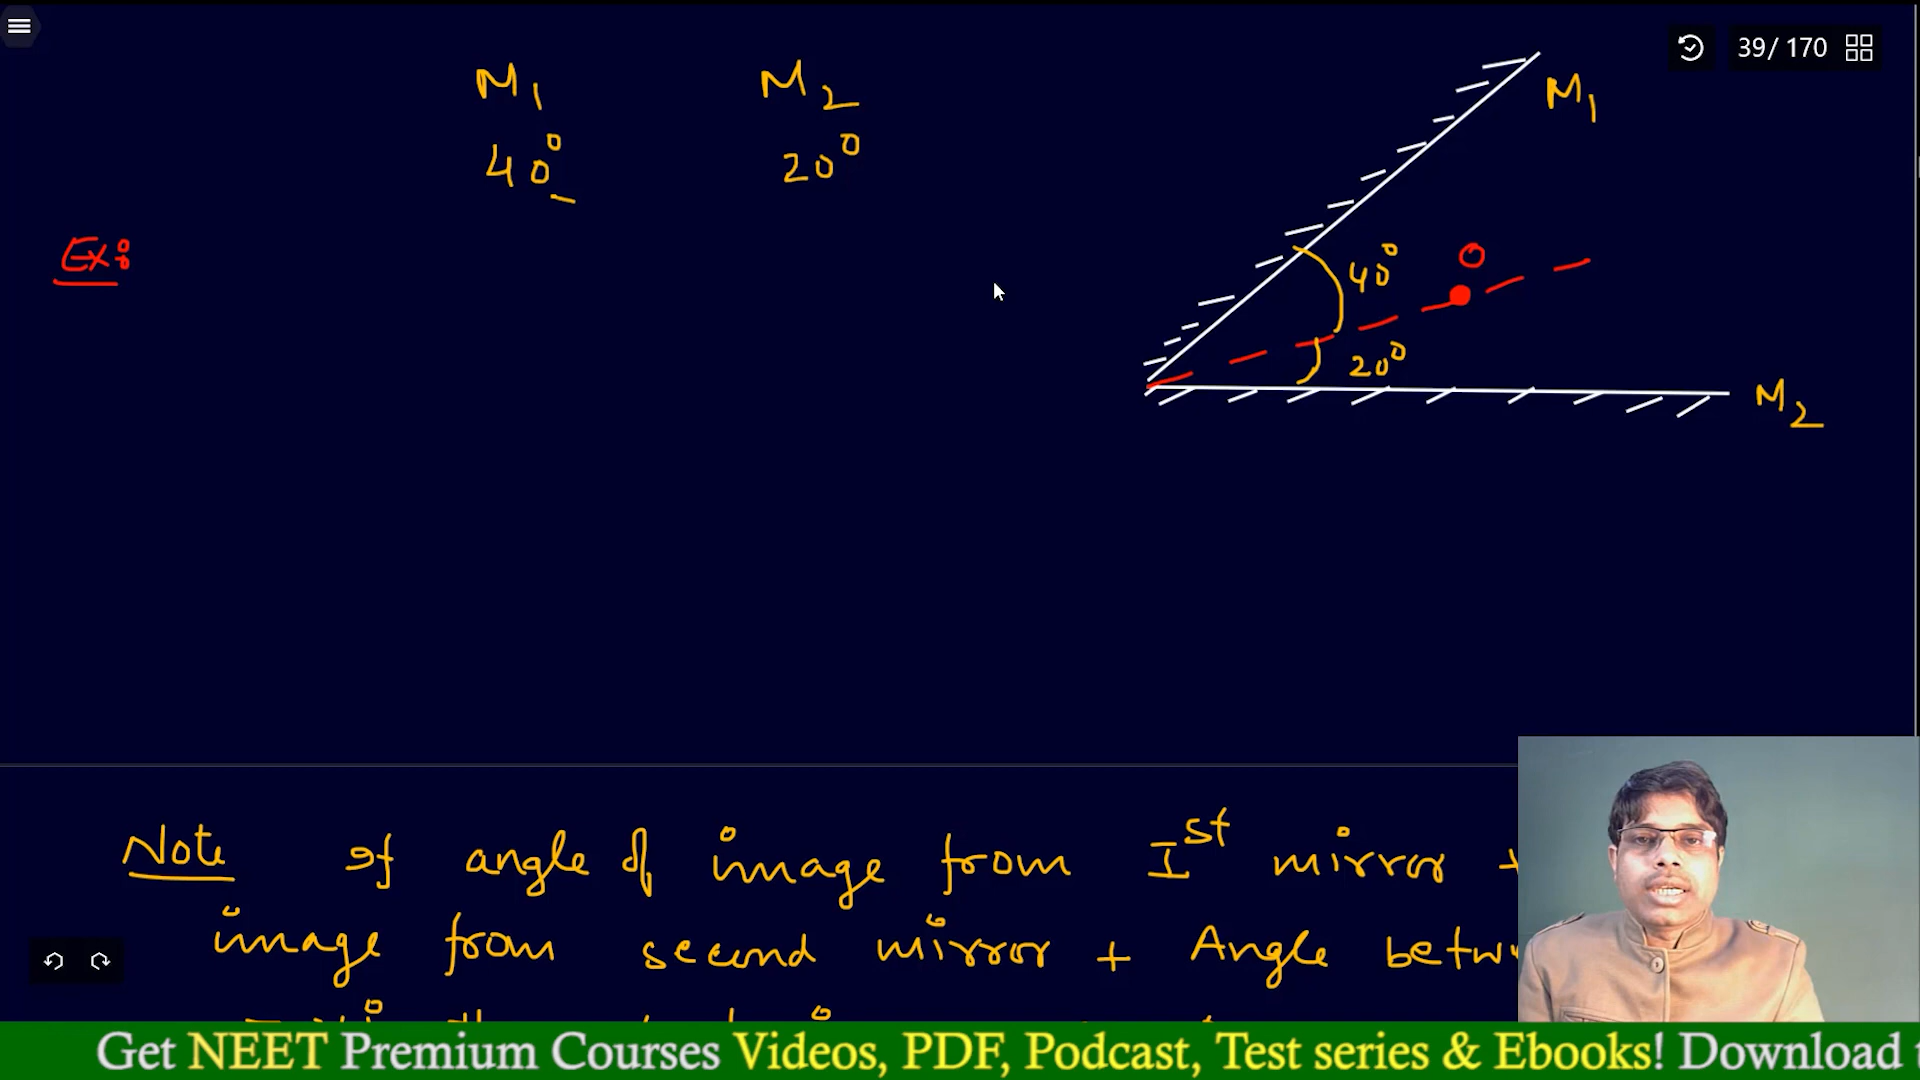 39/ 170
M1 M2
40° 20°
Ex:
M1
O
40°
20°
M2
Note If angle of image from Ist mirror +
image from second mirror + Angle betw
Get NEET Premium Courses Videos, PDF, Podcast, Test series & Ebooks! Download